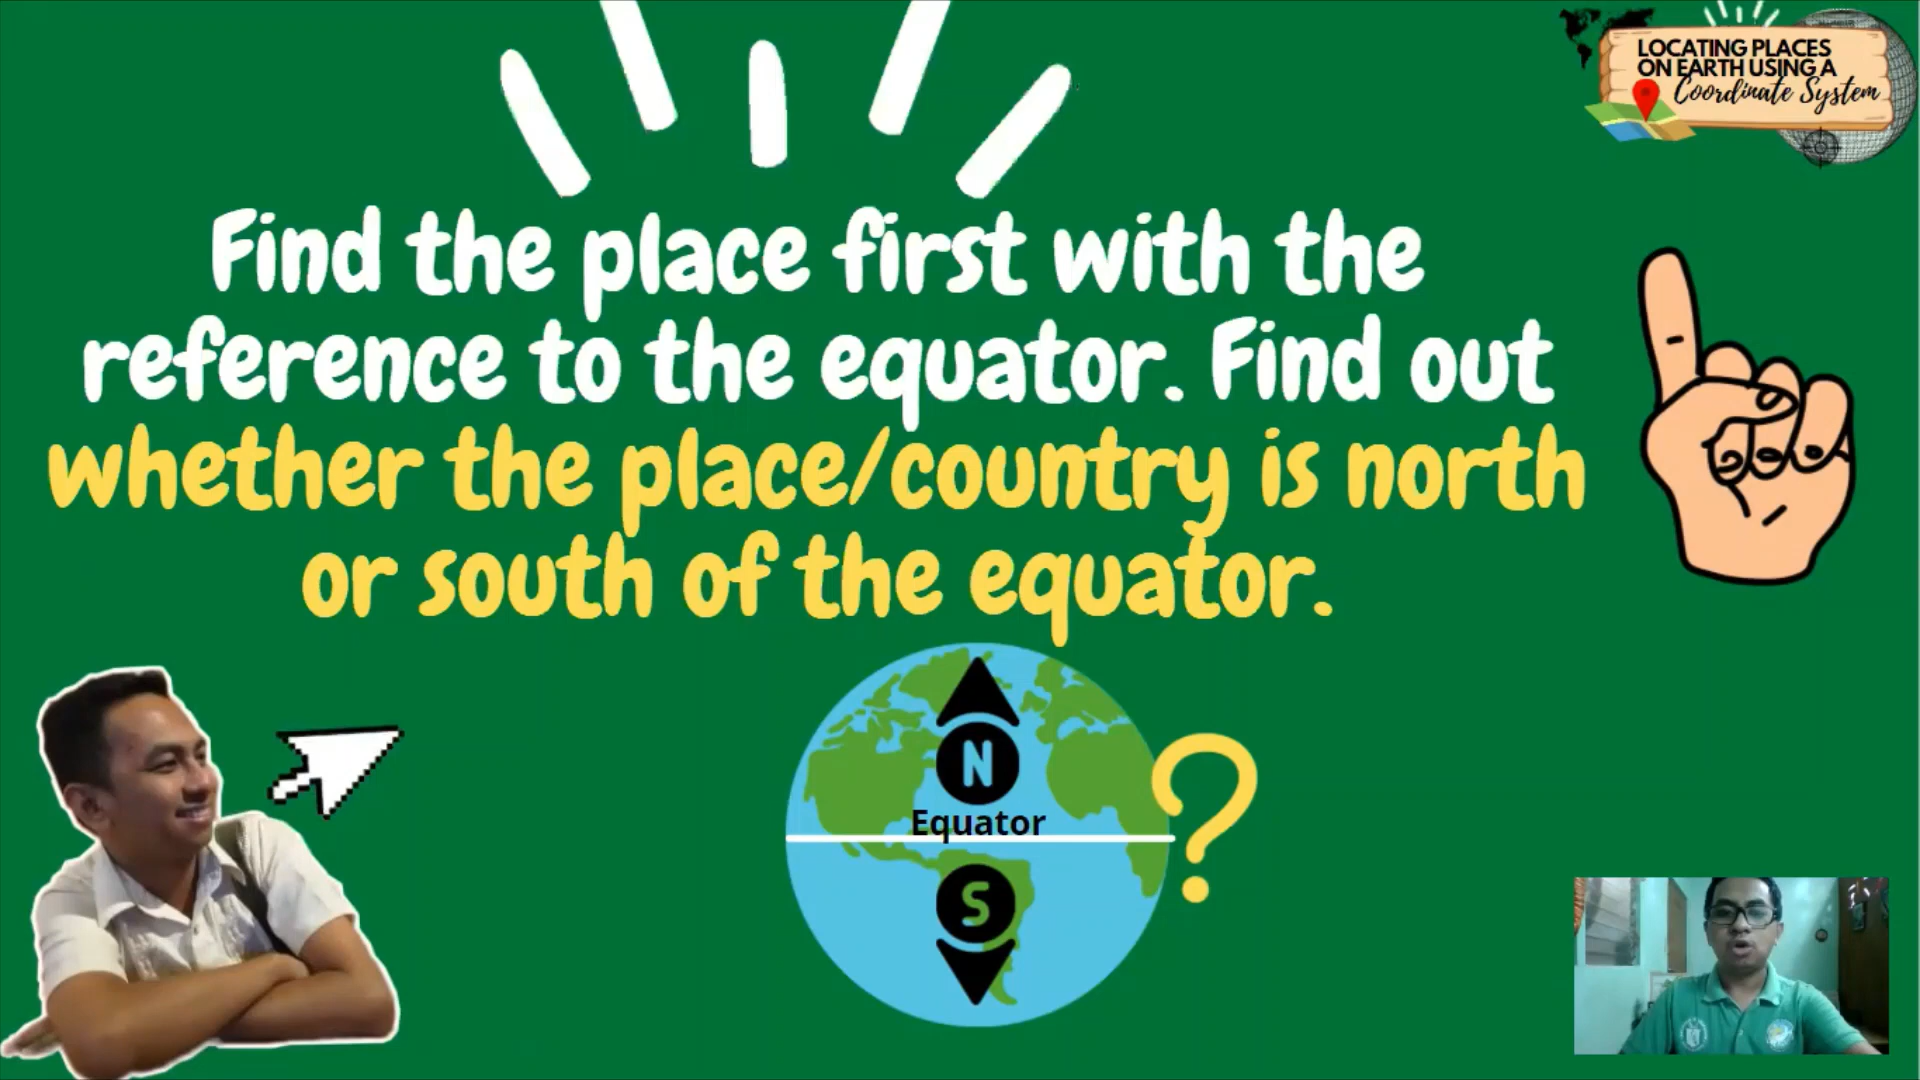 LOCATING PLACES
ON EARTH USING A
Coordinate System
Find the place first with the
reference to the equator. Find out
whether the place/country is north
or south of the equator.
N
Equator
S
?